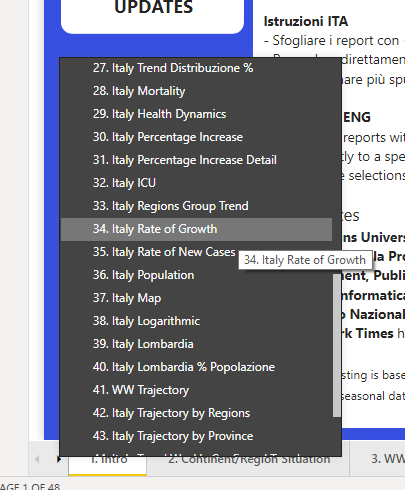 UPDATES
Istruzioni ITA
- Sfogliare i report con
27. Italy Trend Distribuzione %
28. Italy Mortality
29. Italy Health Dynamics
30. Italy Percentage Increase
31. Italy Percentage Increase Detail
32. Italy ICU
33. Italy Regions Group Trend
34. Italy Rate of Growth
35. Italy Rate of New Cases
34. Italy Rate of Growth
36. Italy Population
37. Italy Map
38. Italy Logarithmic
39. Italy Lombardia
40. Italy Lombardia % Popolazione
41. WW Trajectory
42. Italy Trajectory by Regions
43. Italy Trajectory by Province
direttam
nare più spu
ENG
reports with
tly to a spe
e selections
tes
ns Univers
la Pro
ment, Publi
nformatica
o Nazional
rk Times h
sting is base
seasonal dat
1. Intro
2. Continent/Region Situation
3. WW
PAGE 1 OF 48